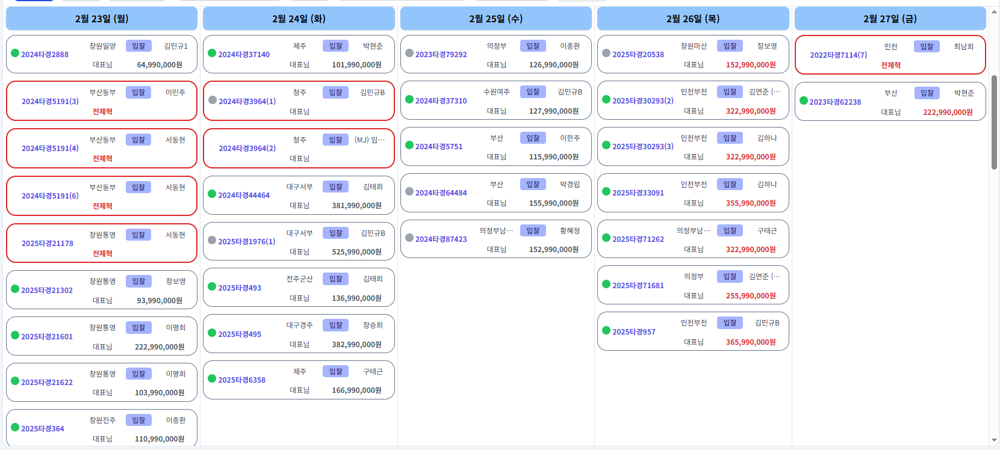 2월 23일 (월)
창원밀양 입찰 김민규1
2024타경2888
대표님 64,990,000원
부산동부 입찰 이민주
2024타경5191(3)
전제혁
부산동부 입찰 서동현
2024타경5191(4)
전제혁
부산동부 입찰 서동현
2024타경5191(6)
전제혁
창원통영 입찰 서동현
2025타경21178
전제혁
창원통영 입찰 장보영
2025타경21302
대표님 93,990,000원
창원통영 입찰 이명희
2025타경21601
대표님 222,990,000원
창원통영 입찰 이명희
2025타경21622
대표님 103,990,000원
창원진주 입찰 이종환
2025타경364
대표님 110,990,000원
2월 24일 (화)
제주 입찰 박현준
2024타경37140
대표님 101,990,000원
청주 입찰 김민규B
2024타경3964(1)
대표님
청주 입찰 (MJ) 임…
2024타경3964(2)
대표님
대구서부 입찰 김태희
2024타경44464
대표님 381,990,000원
대구서부 입찰 김민규B
2025타경1976(1)
대표님 525,990,000원
전주군산 입찰 김태희
2025타경493
대표님 136,990,000원
대구경주 입찰 장승희
2025타경495
대표님 382,990,000원
제주 입찰 구태근
2025타경6358
대표님 166,990,000원
2월 25일 (수)
의정부 입찰 이종환
2023타경79292
대표님 126,990,000원
수원여주 입찰 김민규B
2024타경37310
대표님 127,990,000원
부산 입찰 이한주
2024타경5751
대표님 115,990,000원
부산 입찰 박경립
2024타경64484
대표님 155,990,000원
의정부남… 입찰 황혜정
2024타경87423
대표님 152,990,000원
2월 26일 (목)
창원마산 입찰 장보영
2025타경20538
대표님 152,990,000원
인천부천 입찰 김연준 (…
2025타경30293(2)
대표님 322,990,000원
인천부천 입찰 김하나
2025타경30293(3)
대표님 322,990,000원
인천부천 입찰 김하나
2025타경33091
대표님 355,990,000원
의정부남… 입찰 구태근
2025타경71262
대표님 322,990,000원
의정부 입찰 김연준 (…
2025타경71681
대표님 255,990,000원
인천부천 입찰 김민규B
2025타경957
대표님 365,990,000원
2월 27일 (금)
인천 입찰 최남희
2022타경7114(7)
전제혁
부산 입찰 박현준
2023타경62238
대표님 222,990,000원